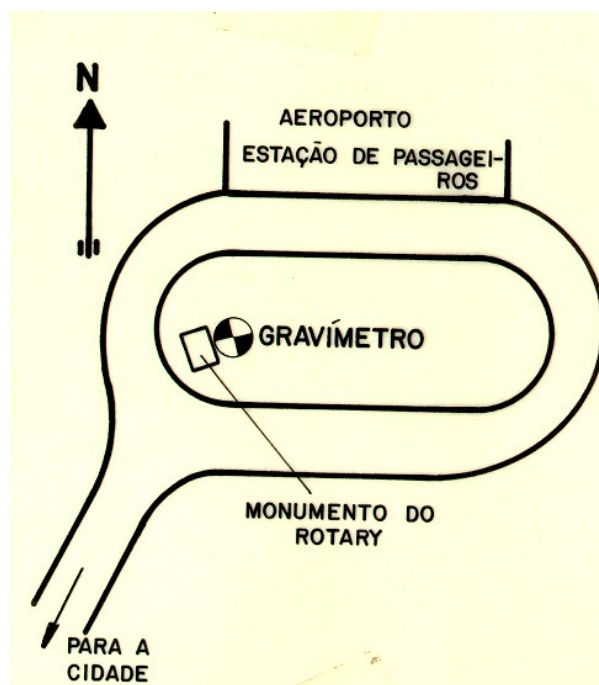 N
AEROPORTO
ESTAÇÃO DE PASSAGEI-
ROS
GRAVÍMETRO
MONUMENTO DO
ROTARY
PARA A
CIDADE